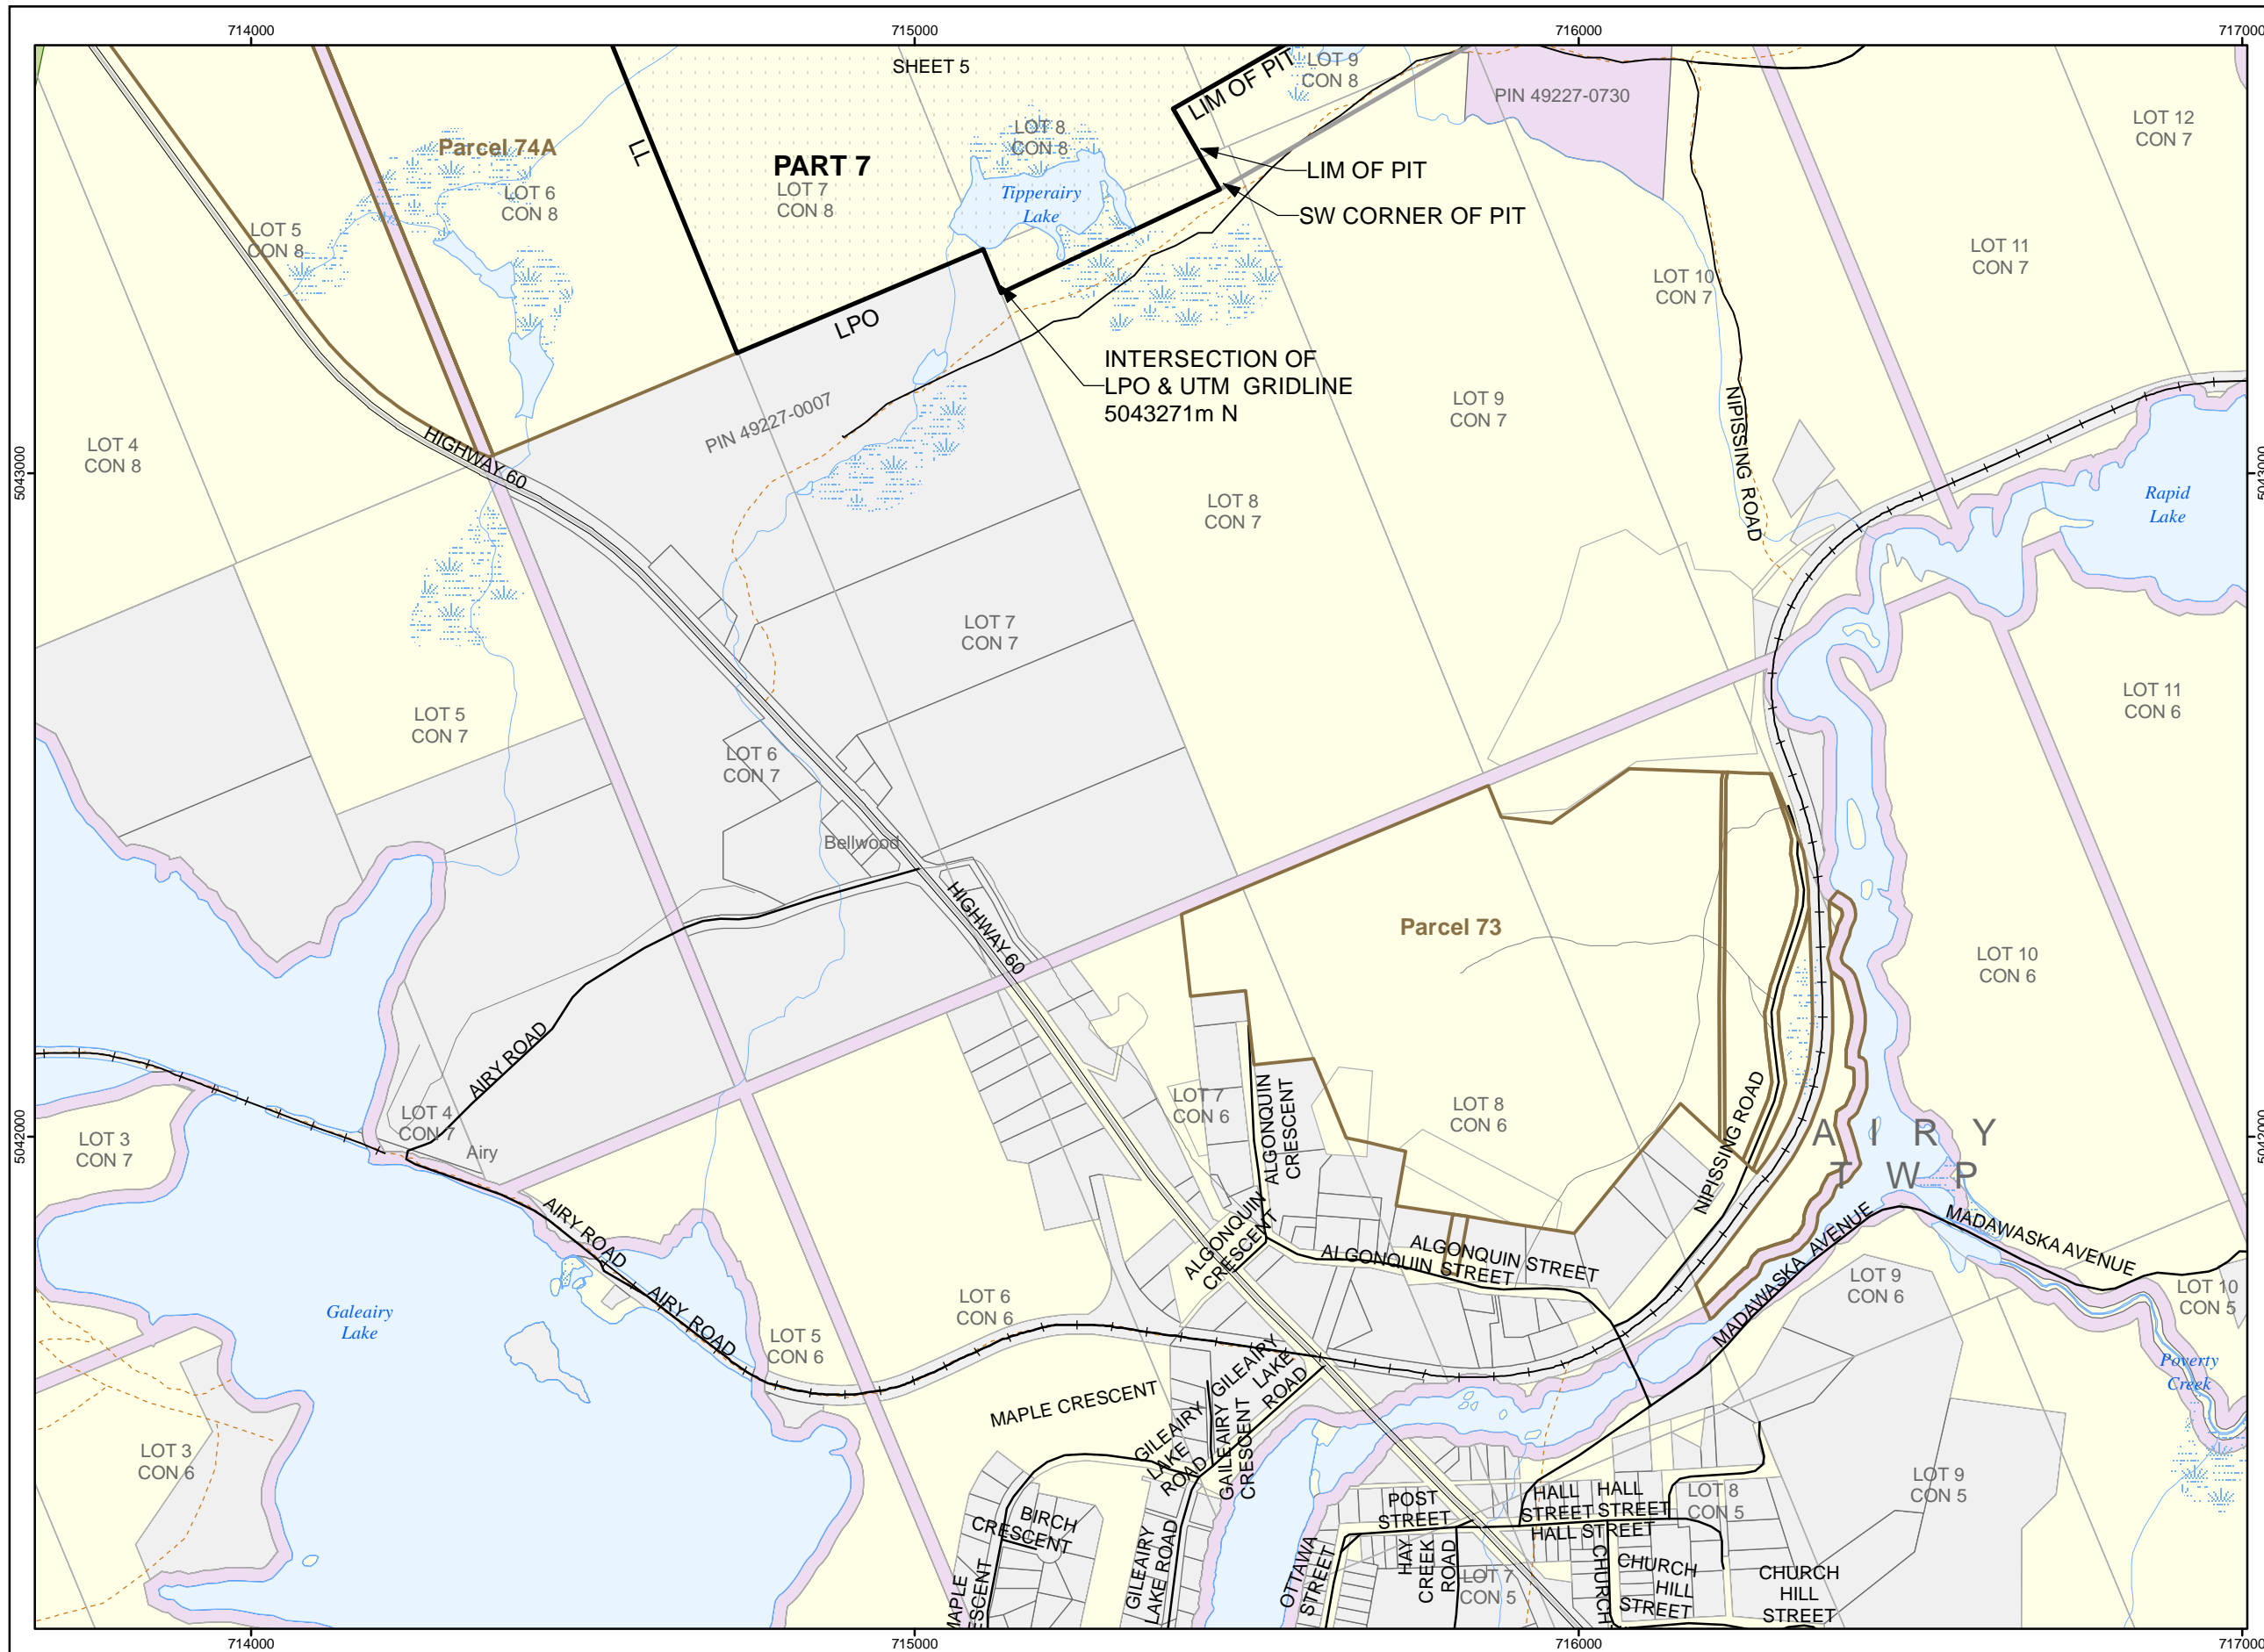 714000
715000
716000
717000
SHEET 5
LOT 9
CON 8
LIM OF PIT
PIN 49227-0730
LOT 12
CON 7
LOT 8
CON 8
Parcel 74A
LL
PART 7
LOT 7
CON 8
LIM OF PIT
LOT 6
CON 8
Tipperairy
Lake
SW CORNER OF PIT
LOT 5
CON 8
LOT 11
CON 7
LOT 10
CON 7
LPO
INTERSECTION OF
LPO & UTM  GRIDLINE
5043271m N
PIN 49227-0007
LOT 9
CON 7
NIPISSING ROAD
LOT 4
CON 8
HIGHWAY 60
5043000
5043000
Rapid
Lake
LOT 8
CON 7
LOT 7
CON 7
LOT 11
CON 6
LOT 5
CON 7
LOT 6
CON 7
Bellwood
HIGHWAY 60
Parcel 73
LOT 10
CON 6
AIRY ROAD
LOT 4
CON 7
Airy
LOT 3
CON 7
5042000
5042000
LOT 7
CON 6
ALGONQUIN
CRESCENT
LOT 8
CON 6
NIPISSING ROAD
A I R Y
T W P
AIRY ROAD
ALGONQUIN
CRESCENT
ALGONQUIN STREET
ALGONQUIN STREET
MADAWASKA AVENUE
MADAWASKA AVENUE
LOT 9
CON 6
LOT 10
CON 5
Galeairy
Lake
AIRY ROAD
LOT 5
CON 6
LOT 6
CON 6
GILEAIRY
LAKE
ROAD
Poverty
Creek
MAPLE CRESCENT
GILEAIRY
LAKE
ROAD
GAILEAIRY
CRESCENT
LOT 3
CON 6
BIRCH
CRESCENT
MAPLE
ESCENT
GILEAIRY
LAKE ROAD
OTTAWA
STREET
POST
STREET
HAY
CREEK
ROAD
HALL
STREET
HALL
STREET
HALL STREET
LOT 8
CON 5
LOT 9
CON 5
LOT 7
CON 5
CHURCH
CHURCH
HILL
STREET
CHURCH
HILL
STREET
714000
715000
716000
717000